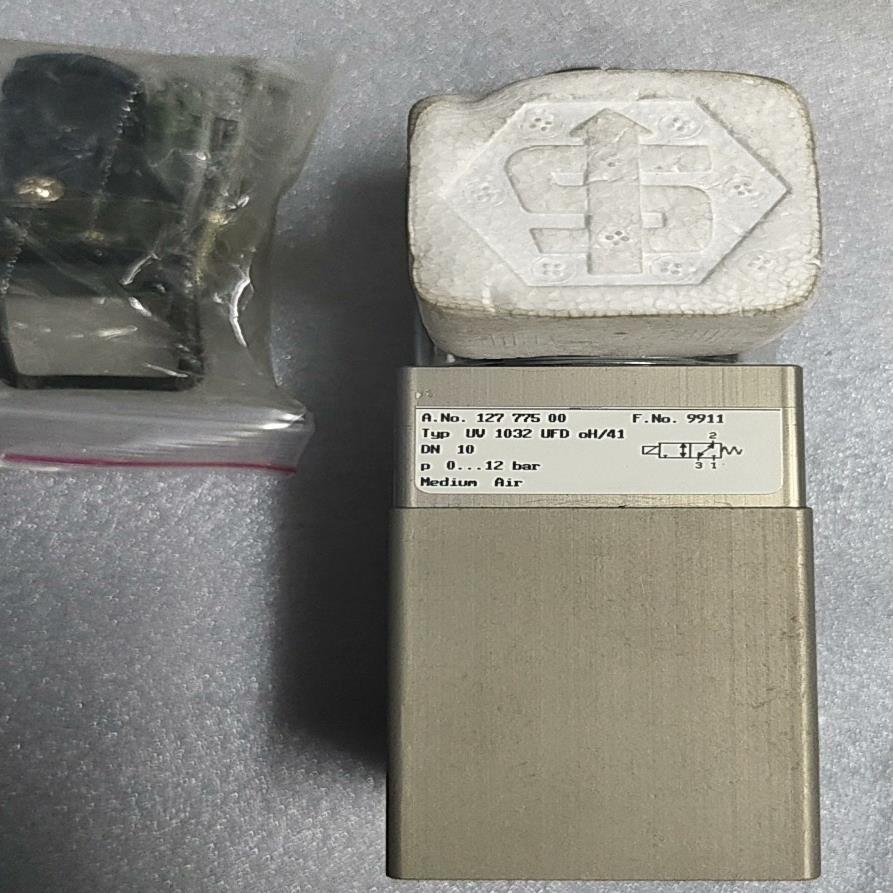 A.No. 127 775 00 F.No. 9911
Typ UV 1032 UFD oH/41
DN 10
p 0...12 bar
Medium Air
2
3 1